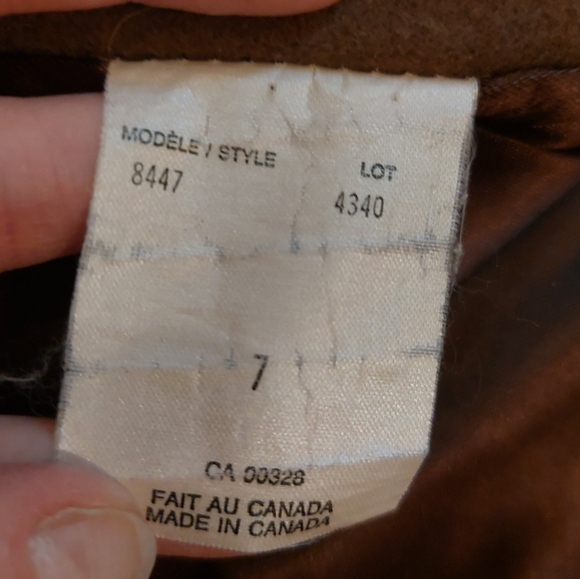 MODÈLE / STYLE LOT
8447 4340
7
CA 00328
FAIT AU CANADA
MADE IN CANADA